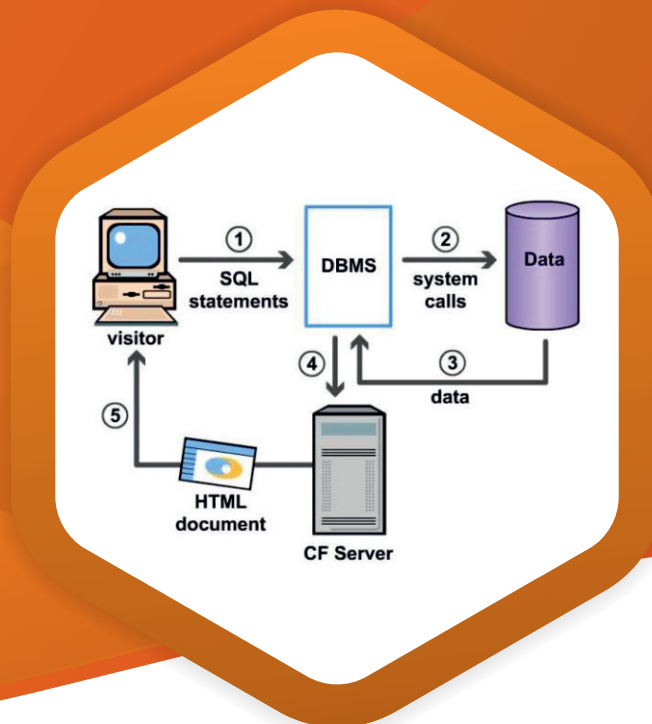 ①
SQL
statements
DBMS
②
system
calls
Data
visitor
④
③
data
⑤
HTML
document
CF Server